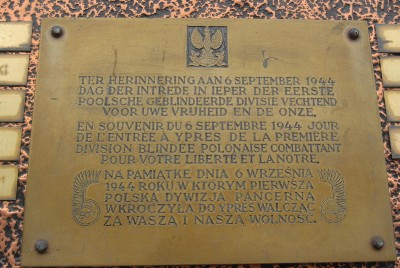 TER HERINNERING AAN 6 SEPTEMBER 1944
DAG DER INTREDE IN IEPER DER EERSTE
POOLSCHE GEBLINDEERDE DIVISIE VECHTEND
VOOR UWE VRIJHEID EN DE ONZE.
EN SOUVENIR DU 6 SEPTEMBRE 1944 JOUR
DE L'ENTRÉE A YPRES DE LA PREMIÈRE
DIVISION BLINDÉE POLONAISE COMBATTANT
POUR VOTRE LIBERTÉ ET LA NOTRE.
NA PAMIĄTKĘ DNIA 6 WRZEŚNIA
1944 ROKU W KTORYM PIERWSZA
POLSKA DYWIZJA PANCERNA
WKROCZYŁA DO YPRES WALCZĄC
ZA WASZĄ I NASZĄ WOLNOŚĆ.